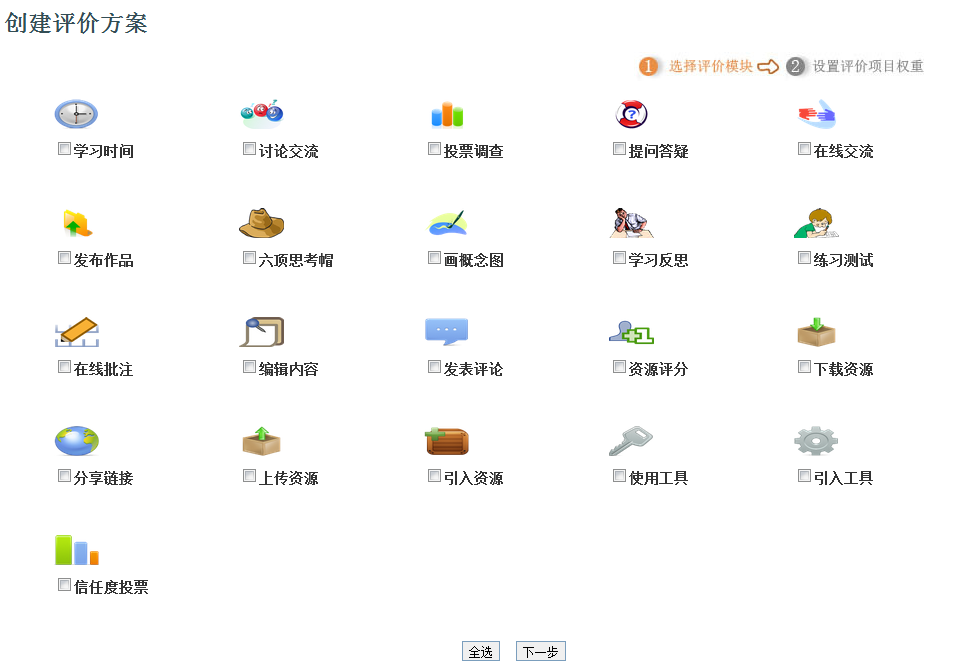 创建评价方案
1 选择评价模块 2 设置评价项目权重
学习时间 讨论交流 投票调查 提问答疑 在线交流
发布作品 六项思考帽 画概念图 学习反思 练习测试
在线批注 编辑内容 发表评论 资源评分 下载资源
分享链接 上传资源 引入资源 使用工具 引入工具
信任度投票
全选 下一步